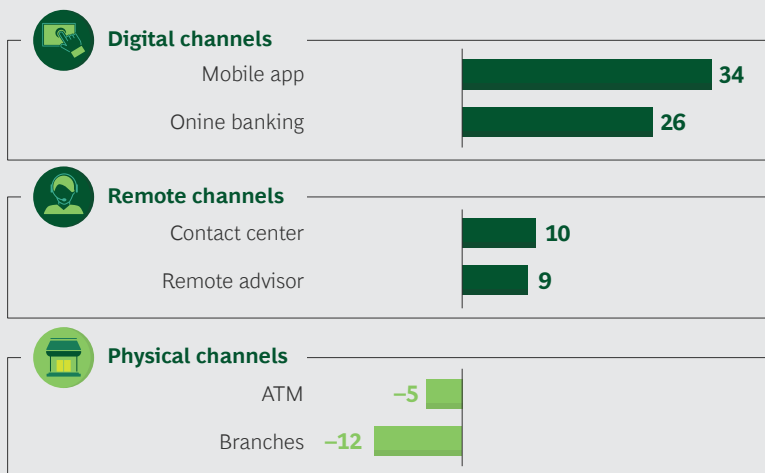 Digital channels
Mobile app 34
Onine banking 26
Remote channels
Contact center 10
Remote advisor 9
Physical channels
ATM –5
Branches –12